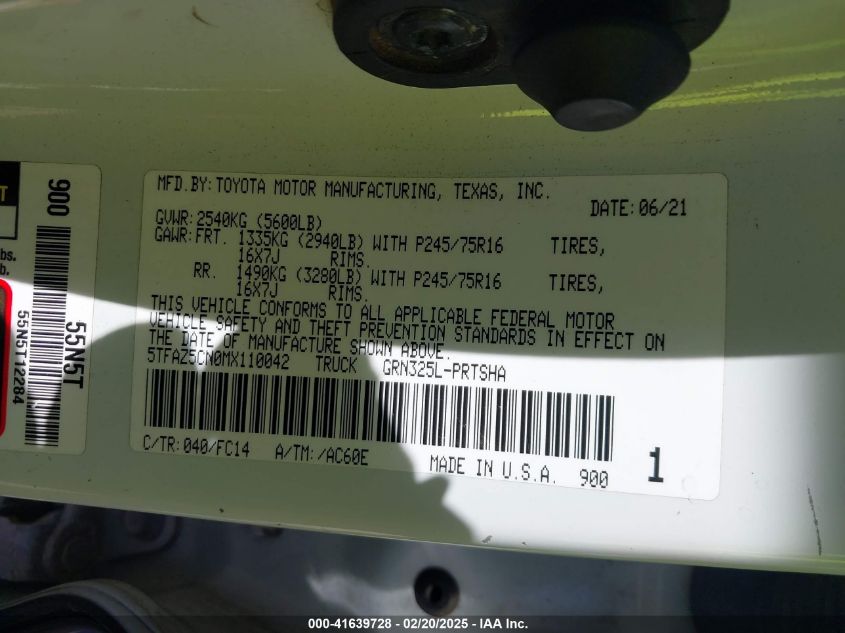 MFD.BY:TOYOTA MOTOR MANUFACTURING, TEXAS, INC.
DATE:06/21
GVWR:2540KG (5600LB)
GAWR:FRT. 1335KG (2940LB) WITH P245/75R16 TIRES,
16X7J RIMS.
RR. 1490KG (3280LB) WITH P245/75R16 TIRES,
16X7J RIMS.
THIS VEHICLE CONFORMS TO ALL APPLICABLE FEDERAL MOTOR
VEHICLE SAFETY AND THEFT PREVENTION STANDARDS IN EFFECT ON
THE DATE OF MANUFACTURE SHOWN ABOVE.
5TFAZ5CN0MX110042 TRUCK GRN325L-PRTSHA
C/TR:040/FC14 A/TM:/AC60E MADE IN U.S.A. 900 1
900
55N5T
55N5T12284
T
bs.
b.
000-41639728 - 02/20/2025 - IAA Inc.